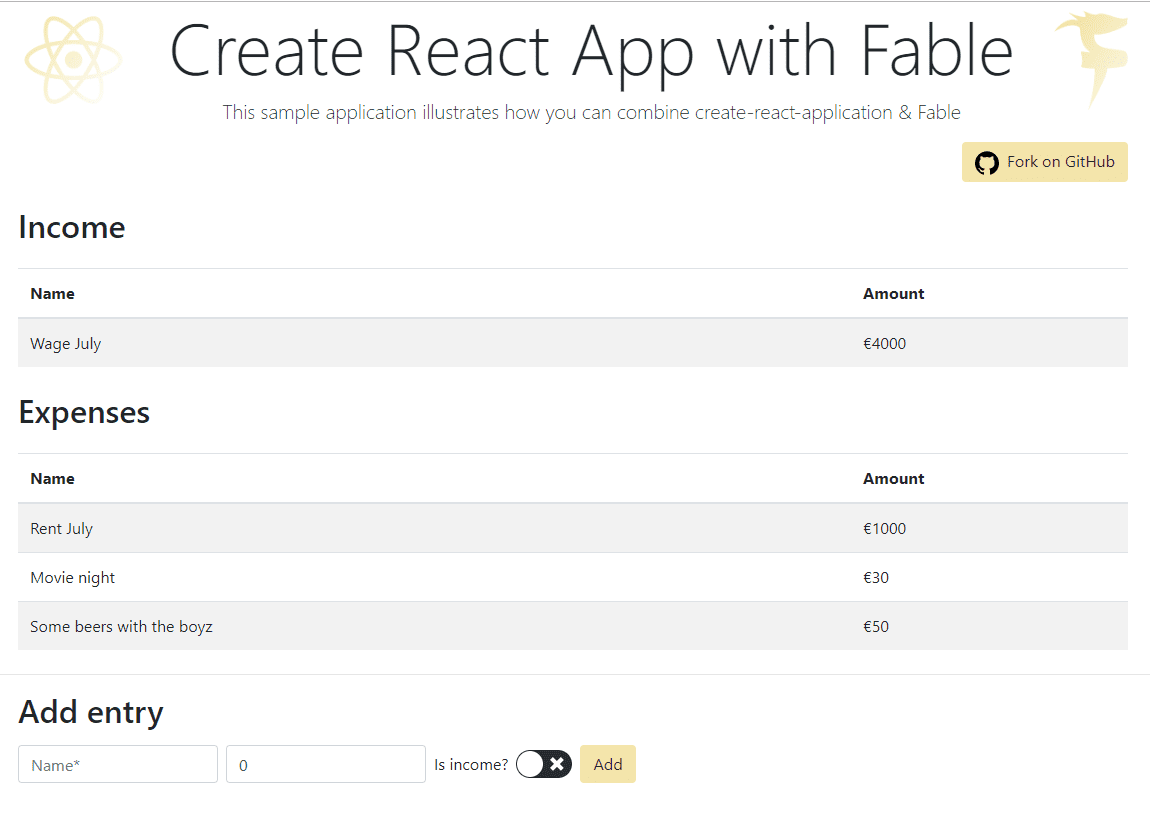 Create React App with Fable
This sample application illustrates how you can combine create-react-application & Fable
Fork on GitHub
Income
Name Amount
Wage July €4000
Expenses
Name Amount
Rent July €1000
Movie night €30
Some beers with the boyz €50
Add entry
Name* 0 Is income? Add